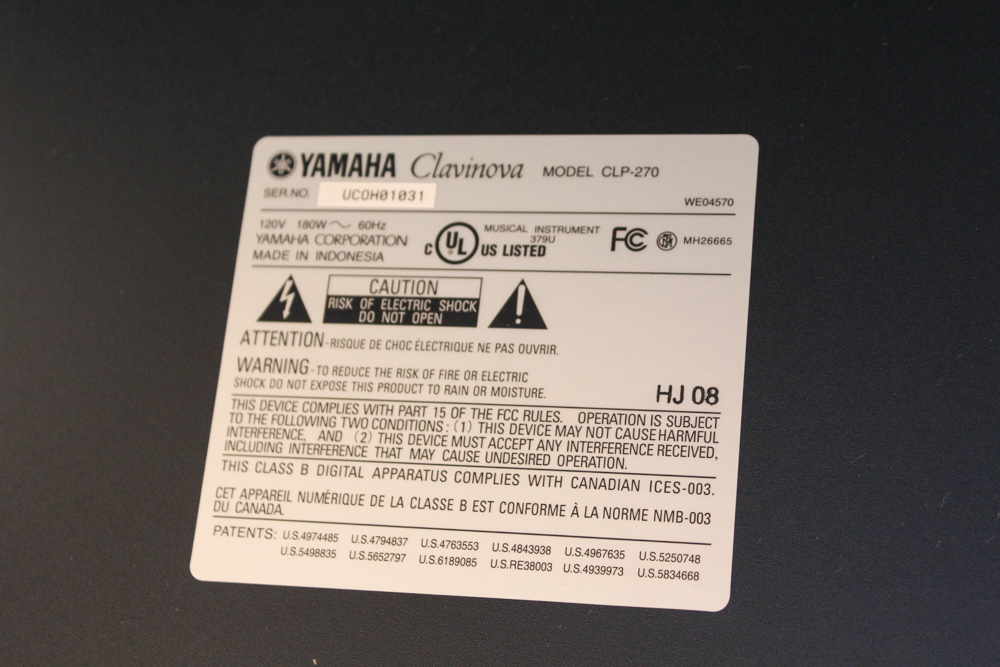 YAMAHA Clavinova MODEL CLP-270
SER.NO. UCOH01031
WE04570
120V 180W～ 60Hz
YAMAHA CORPORATION
MADE IN INDONESIA
C UL US LISTED
MUSICAL INSTRUMENT
379U
FC MH26665
CAUTION
RISK OF ELECTRIC SHOCK
DO NOT OPEN
ATTENTION-RISQUE DE CHOC ÉLECTRIQUE NE PAS OUVRIR.
WARNING-TO REDUCE THE RISK OF FIRE OR ELECTRIC
SHOCK DO NOT EXPOSE THIS PRODUCT TO RAIN OR MOISTURE.
HJ 08
THIS DEVICE COMPLIES WITH PART 15 OF THE FCC RULES. OPERATION IS SUBJECT
TO THE FOLLOWING TWO CONDITIONS : (1) THIS DEVICE MAY NOT CAUSE HARMFUL
INTERFERENCE, AND (2) THIS DEVICE MUST ACCEPT ANY INTERFERENCE RECEIVED,
INCLUDING INTERFERENCE THAT MAY CAUSE UNDESIRED OPERATION.
THIS CLASS B DIGITAL APPARATUS COMPLIES WITH CANADIAN ICES-003.
CET APPAREIL NUMÉRIQUE DE LA CLASSE B EST CONFORME À LA NORME NMB-003
DU CANADA.
PATENTS: U.S.4974485 U.S.4794837 U.S.4763553 U.S.4843938 U.S.4967635 U.S.5250748
U.S.5498835 U.S.5652797 U.S.6189085 U.S.RE38003 U.S.4939973 U.S.5834668